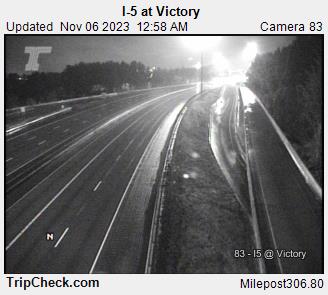 I-5 at Victory
Updated Nov 06 2023 12:58 AM Camera 83
T
N
83 - I5 @ Victory
TripCheck.com Milepost306.80